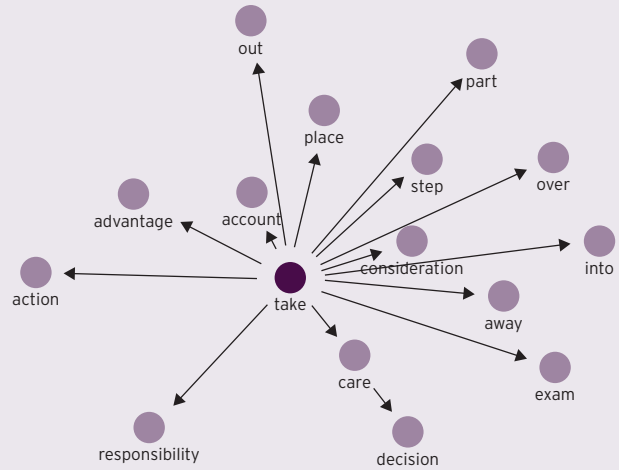 out
part
place
step
over
advantage
account
consideration
into
action
take
away
care
exam
responsibility
decision